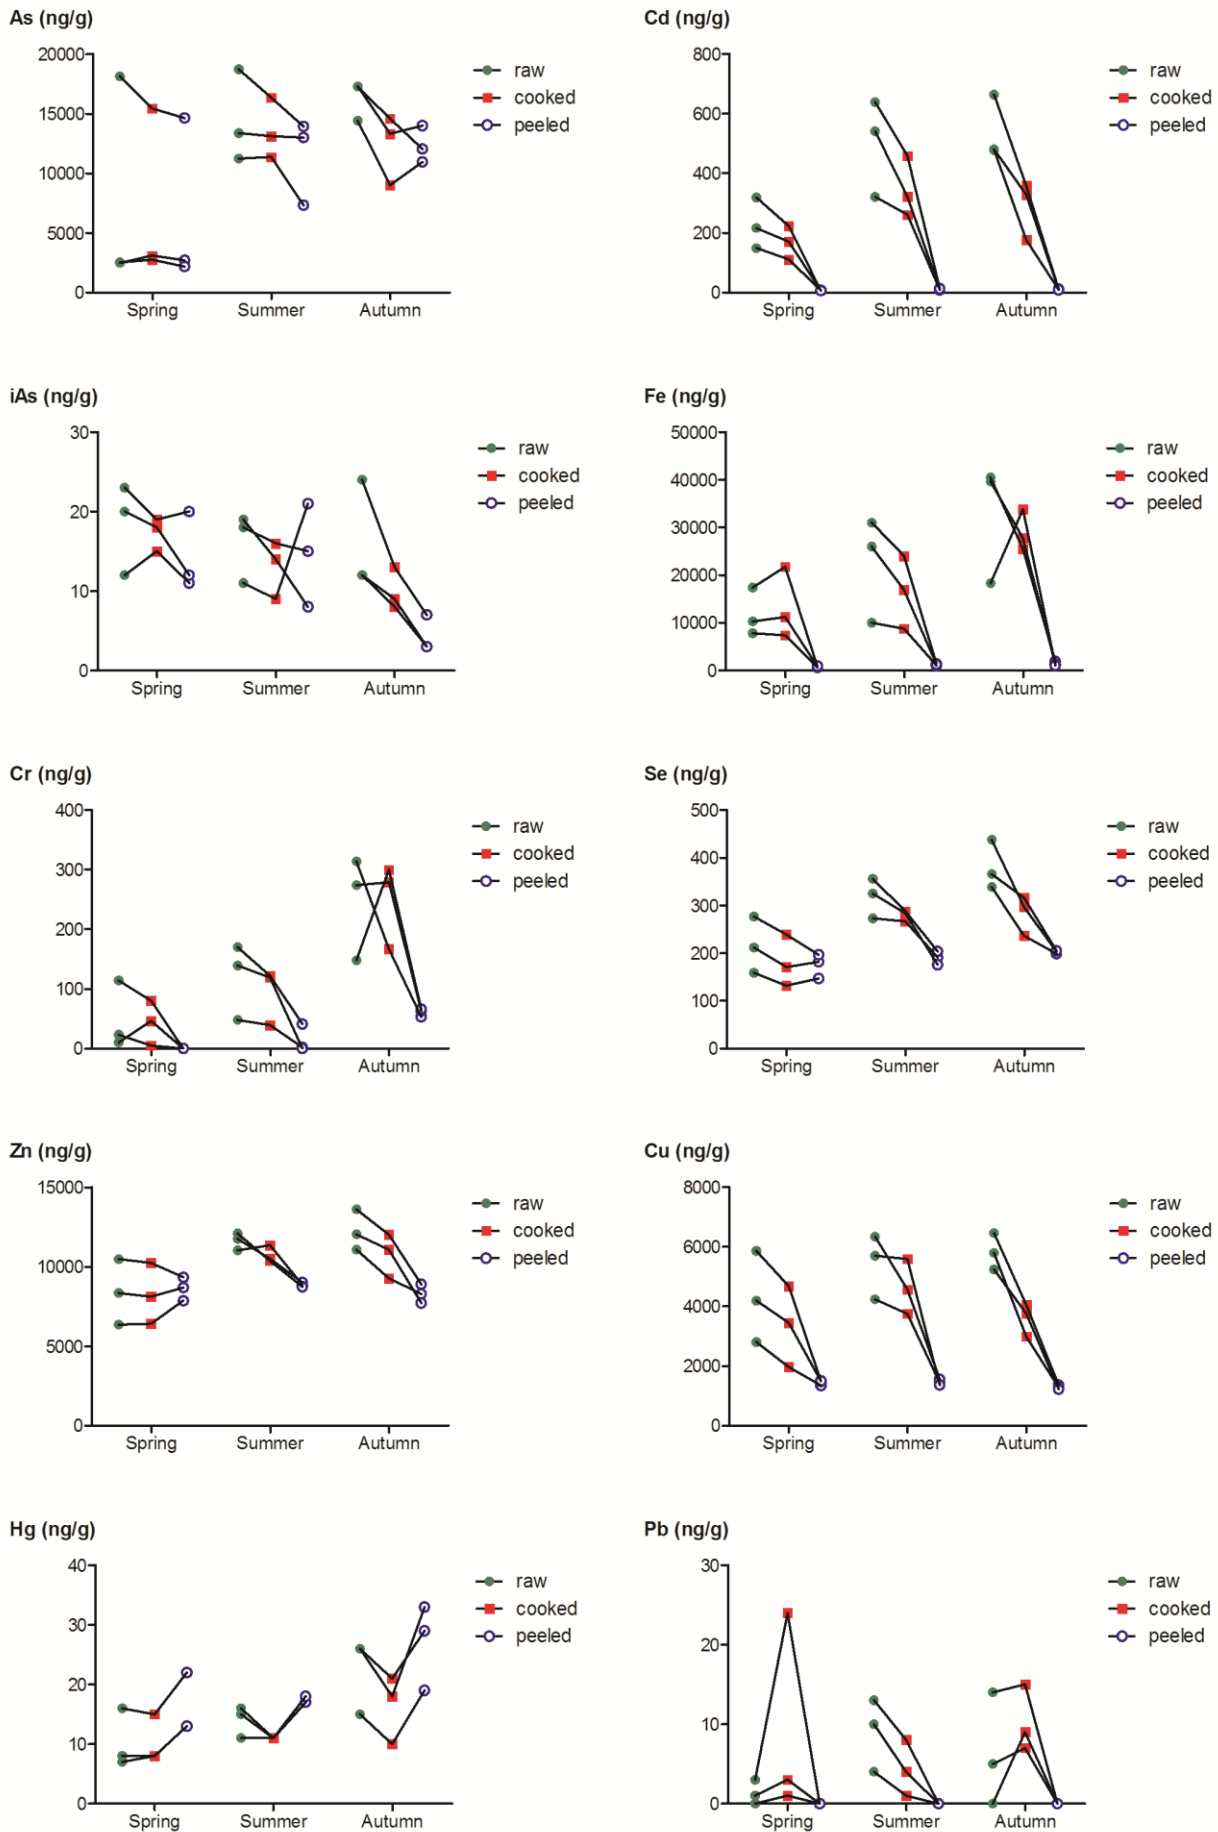 As (ng/g)
20000
15000
10000
5000
0
Spring Summer Autumn
raw
cooked
peeled
Cd (ng/g)
800
600
400
200
0
Spring Summer Autumn
raw
cooked
peeled
iAs (ng/g)
30
20
10
0
Spring Summer Autumn
raw
cooked
peeled
Fe (ng/g)
50000
40000
30000
20000
10000
0
Spring Summer Autumn
raw
cooked
peeled
Cr (ng/g)
400
300
200
100
0
Spring Summer Autumn
raw
cooked
peeled
Se (ng/g)
500
400
300
200
100
0
Spring Summer Autumn
raw
cooked
peeled
Zn (ng/g)
15000
10000
5000
0
Spring Summer Autumn
raw
cooked
peeled
Cu (ng/g)
8000
6000
4000
2000
0
Spring Summer Autumn
raw
cooked
peeled
Hg (ng/g)
40
30
20
10
0
Spring Summer Autumn
raw
cooked
peeled
Pb (ng/g)
30
20
10
0
Spring Summer Autumn
raw
cooked
peeled